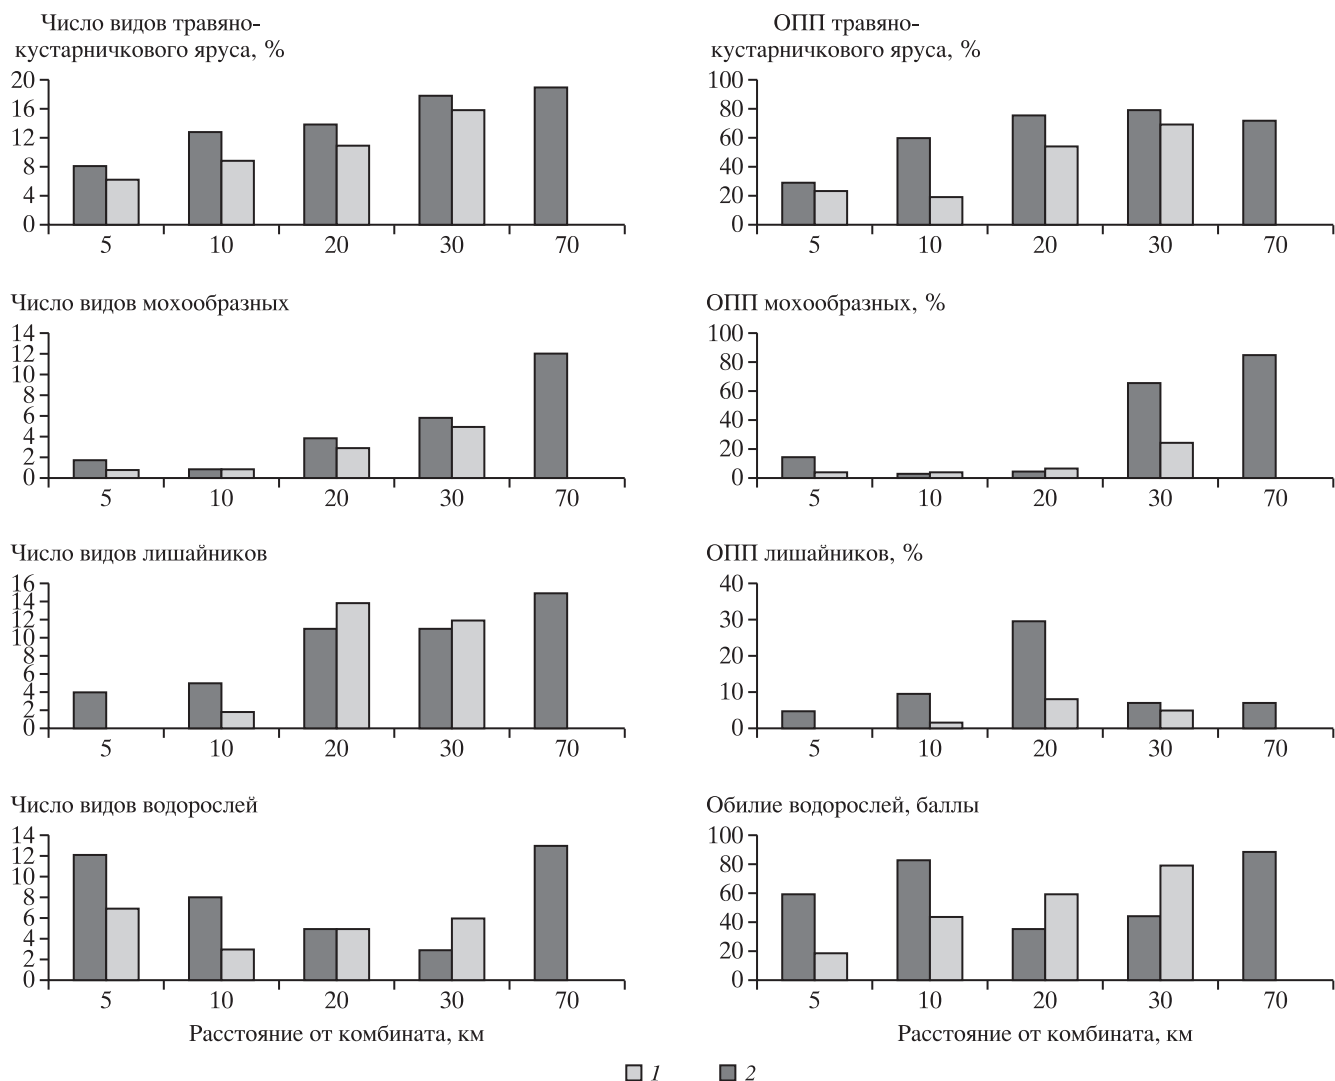 Число видов травяно-
кустарничкового яруса, %
20
16
12
8
4
0
5 10 20 30 70
ОПП травяно-
кустарничкового яруса, %
100
80
60
40
20
0
5 10 20 30 70
Число видов мохообразных
14
12
10
8
6
4
2
0
5 10 20 30 70
ОПП мохообразных, %
100
80
60
40
20
0
5 10 20 30 70
Число видов лишайников
16
14
12
10
8
6
4
2
0
5 10 20 30 70
ОПП лишайников, %
40
30
20
10
0
5 10 20 30 70
Число видов водорослей
14
12
10
8
6
4
2
0
5 10 20 30 70
Расстояние от комбината, км
Обилие водорослей, баллы
100
80
60
40
20
0
5 10 20 30 70
Расстояние от комбината, км
1 2